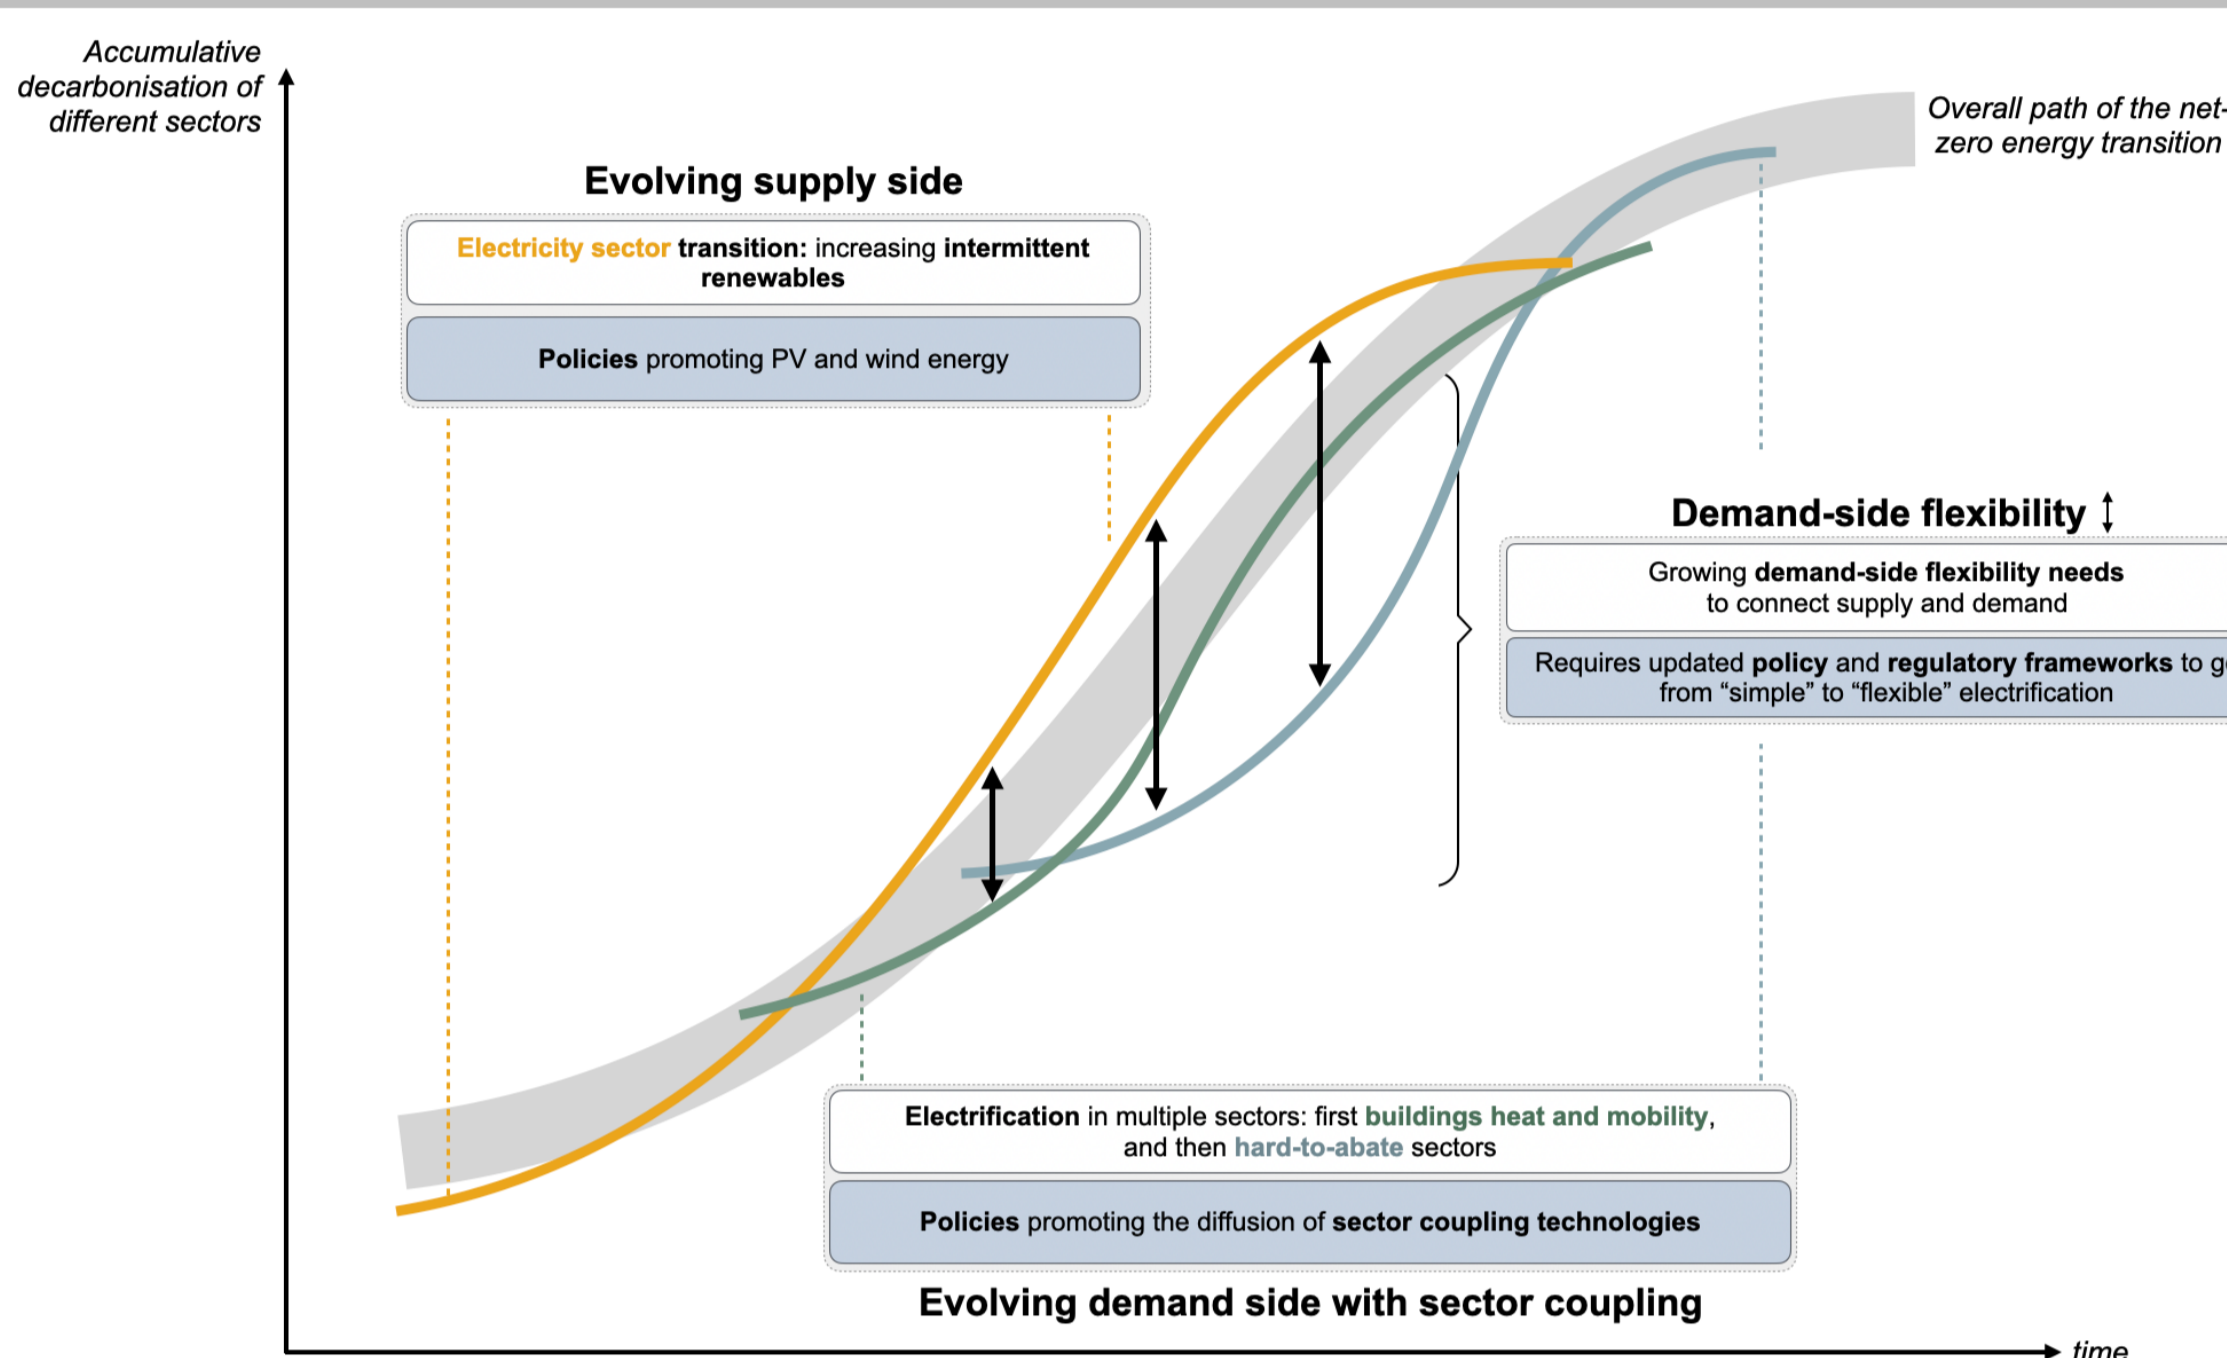 Accumulative
decarbonisation of
different sectors
Overall path of the net-
zero energy transition
Evolving supply side
Electricity sector transition: increasing intermittent
renewables
Policies promoting PV and wind energy
Demand-side flexibility
Growing demand-side flexibility needs
to connect supply and demand
Requires updated policy and regulatory frameworks to
from “simple” to “flexible” electrification
Electrification in multiple sectors: first buildings heat and mobility,
and then hard-to-abate sectors
Policies promoting the diffusion of sector coupling technologies
Evolving demand side with sector coupling
time